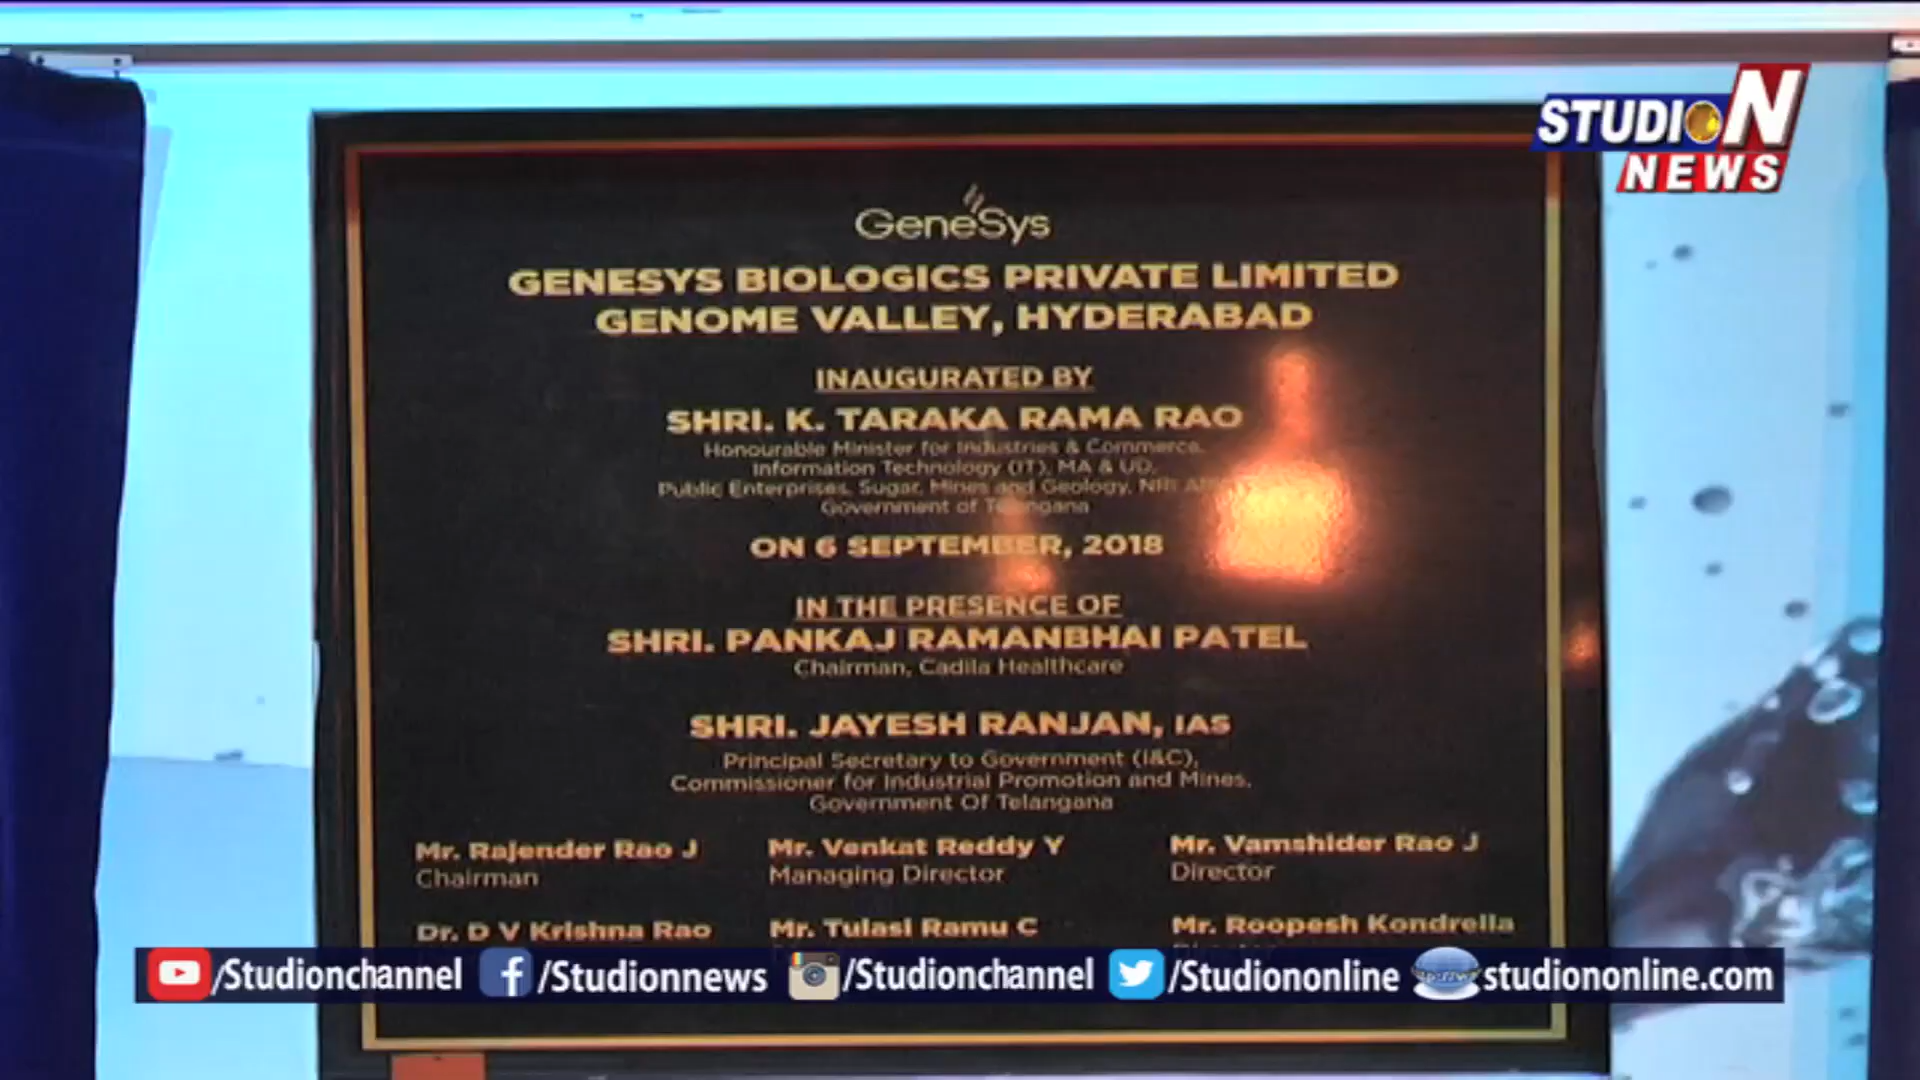 STUDIO N
NEWS
GeneSys
GENESYS BIOLOGICS PRIVATE LIMITED
GENOME VALLEY, HYDERABAD
INAUGURATED BY
SHRI. K. TARAKA RAMA RAO
Honourable Minister for Industries & Commerce,
Information Technology (IT), MA & UD,
Public Enterprises, Sugar, Mines and Geology, NRI
Government of Telangana
ON 6 SEPTEMBER, 2018
IN THE PRESENCE OF
SHRI. PANKAJ RAMANBHAI PATEL
Chairman, Cadila Healthcare
SHRI. JAYESH RANJAN, IAS
Principal Secretary to Government (I&C),
Commissioner for Industrial Promotion and Mines,
Government Of Telangana
Mr. Rajender Rao J
Chairman
Mr. Venkat Reddy Y
Managing Director
Mr. Vamshider Rao J
Director
Dr. D V Krishna Rao
Mr. Tulasi Ramu C
Mr. Roopesh Kondrella
/Studionchannel /Studionnews /Studionchannel /Studiononline studiononline.com